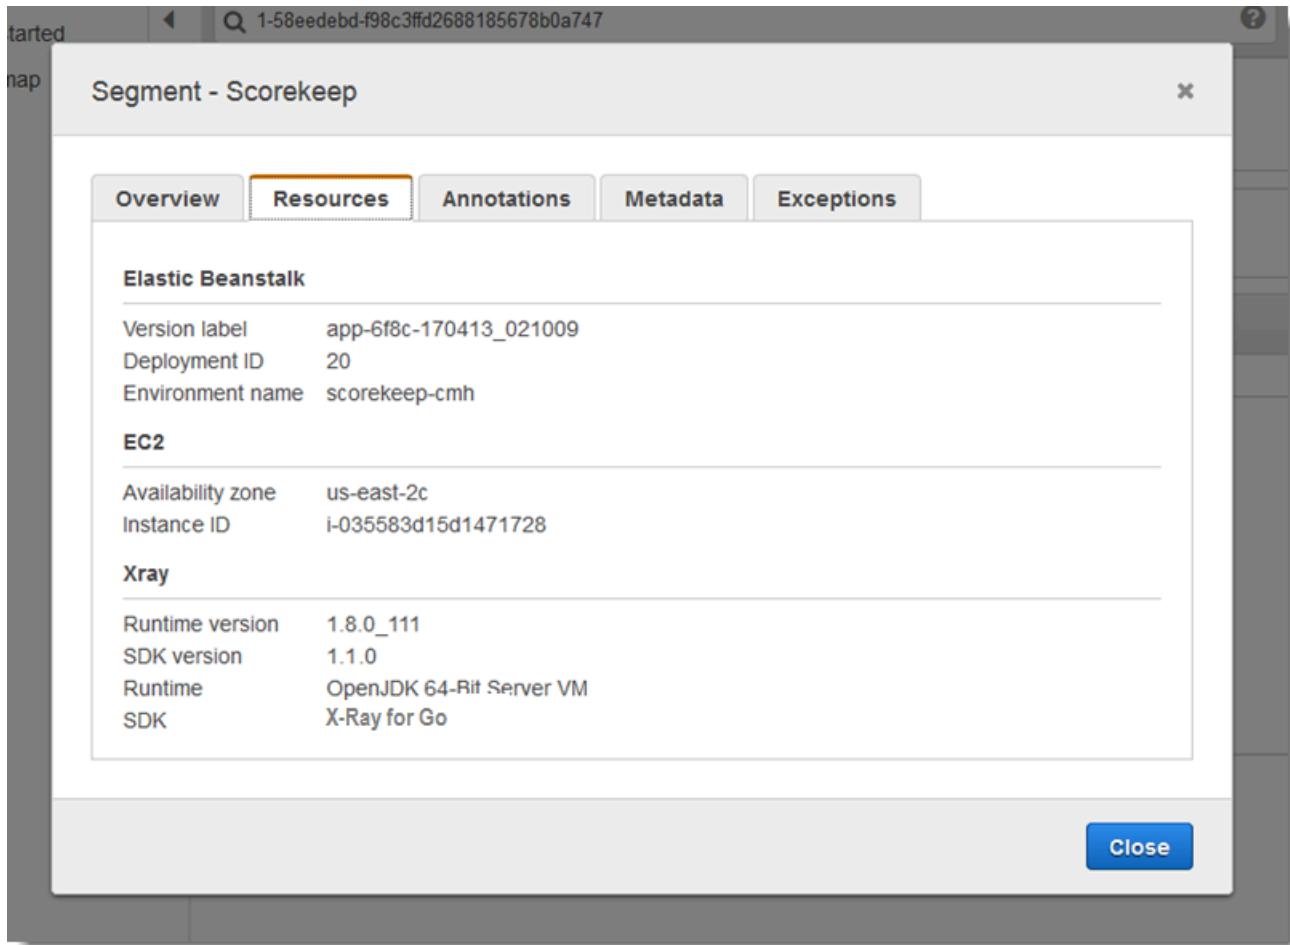 tarted
1-58eedebd-f98c3ffd2688185678b0a747
?
map
Segment - Scorekeep
Overview Resources Annotations Metadata Exceptions
Elastic Beanstalk
Version label app-6f8c-170413_021009
Deployment ID 20
Environment name scorekeep-cmh
EC2
Availability zone us-east-2c
Instance ID i-035583d15d1471728
Xray
Runtime version 1.8.0_111
SDK version 1.1.0
Runtime OpenJDK 64-Bit Server VM
SDK X-Ray for Go
Close